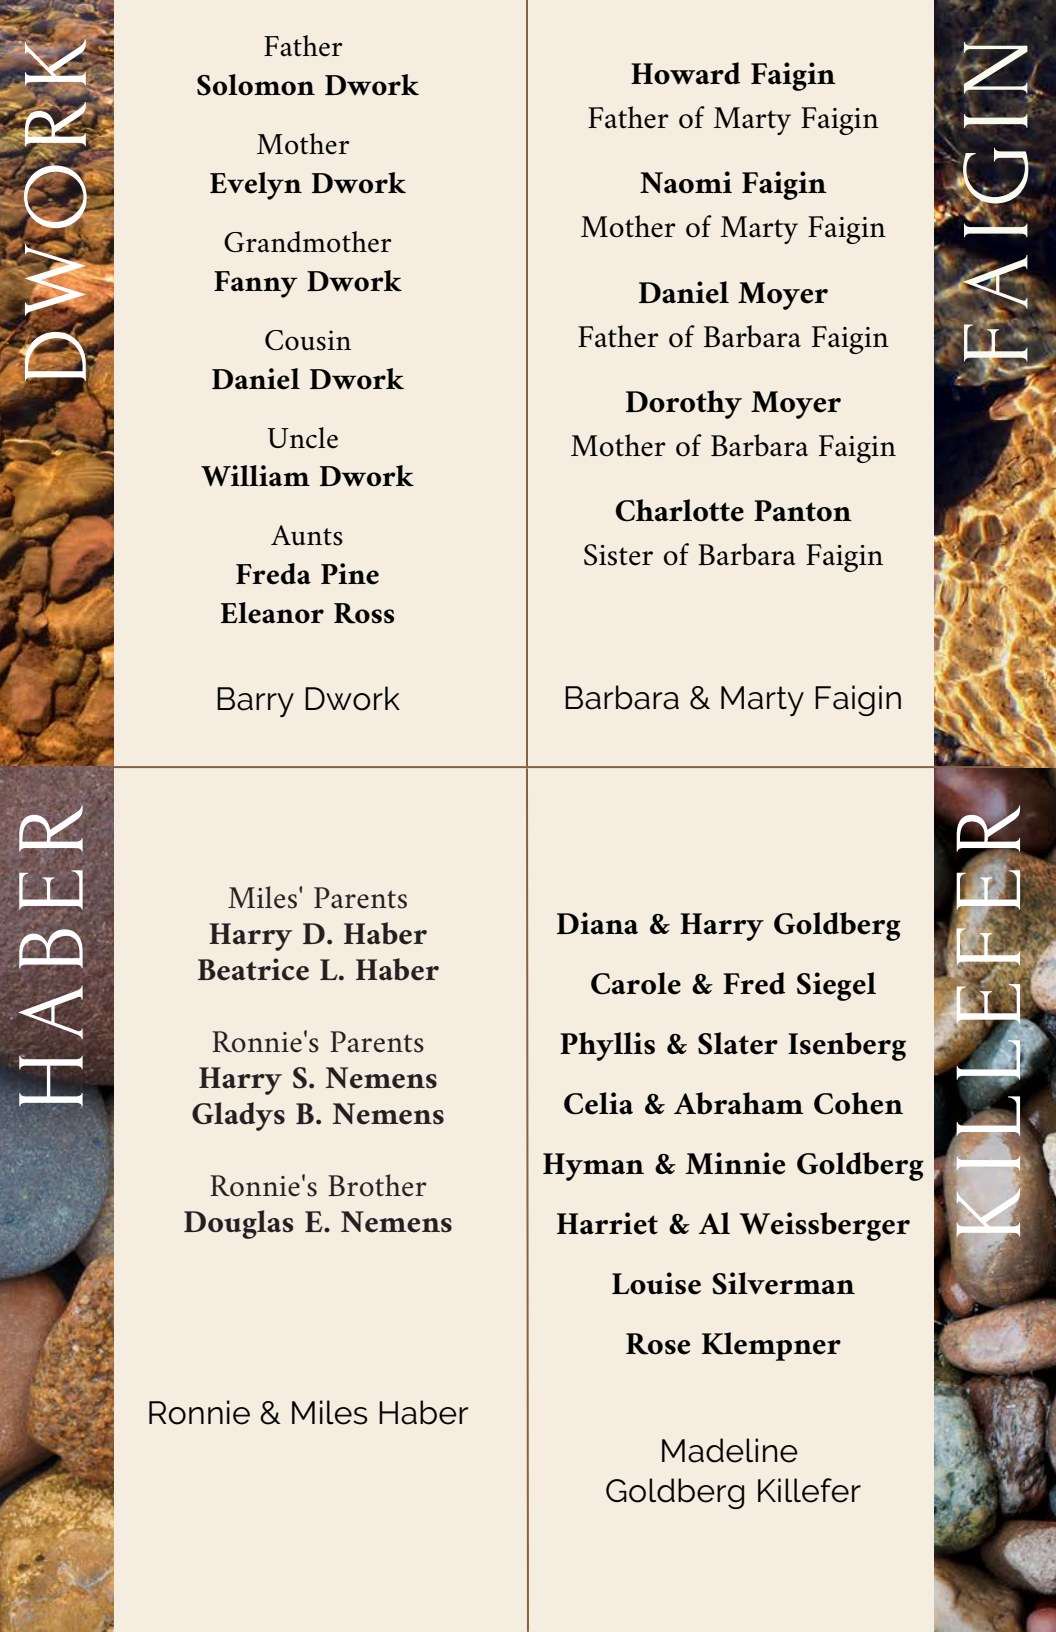 DWORK
Father
Solomon Dwork
Mother
Evelyn Dwork
Grandmother
Fanny Dwork
Cousin
Daniel Dwork
Uncle
William Dwork
Aunts
Freda Pine
Eleanor Ross
Barry Dwork
FAIGIN
Howard Faigin
Father of Marty Faigin
Naomi Faigin
Mother of Marty Faigin
Daniel Moyer
Father of Barbara Faigin
Dorothy Moyer
Mother of Barbara Faigin
Charlotte Panton
Sister of Barbara Faigin
Barbara & Marty Faigin
HABER
Miles' Parents
Harry D. Haber
Beatrice L. Haber
Ronnie's Parents
Harry S. Nemens
Gladys B. Nemens
Ronnie's Brother
Douglas E. Nemens
Ronnie & Miles Haber
KILLEFER
Diana & Harry Goldberg
Carole & Fred Siegel
Phyllis & Slater Isenberg
Celia & Abraham Cohen
Hyman & Minnie Goldberg
Harriet & Al Weissberger
Louise Silverman
Rose Klempner
Madeline
Goldberg Killefer